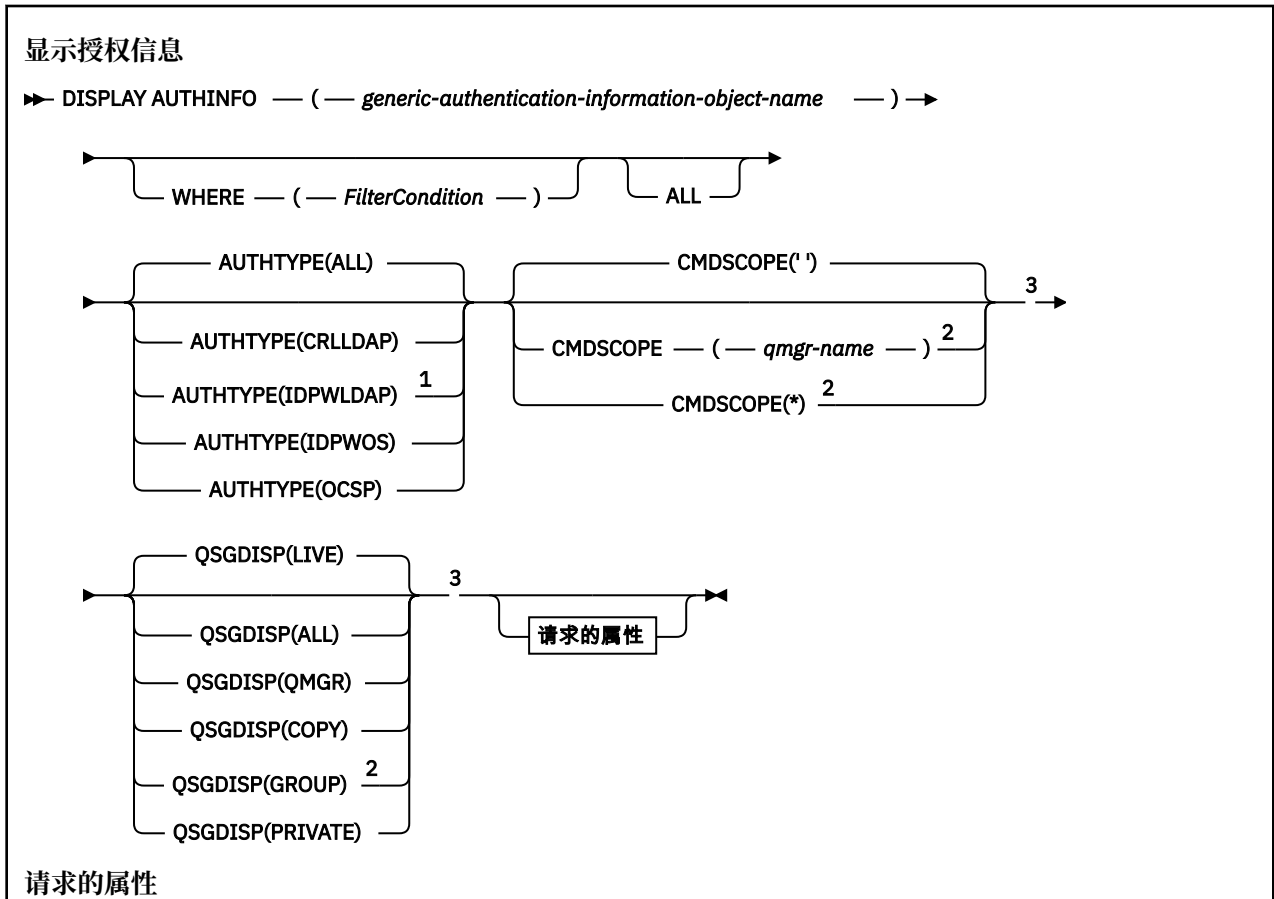 显示授权信息
DISPLAY AUTHINFO ( generic-authentication-information-object-name )
WHERE ( FilterCondition ) ALL
AUTHTYPE(ALL) CMDSCOPE(' ')
3
AUTHTYPE(CRLLDAP) CMDSCOPE ( qmgr-name ) 2
AUTHTYPE(IDPWLDAP) 1 CMDSCOPE(*) 2
AUTHTYPE(IDPWOS)
AUTHTYPE(OCSP)
QSGDISP(LIVE)
3
QSGDISP(ALL) 请求的属性
QSGDISP(QMGR)
QSGDISP(COPY)
QSGDISP(GROUP) 2
QSGDISP(PRIVATE)
请求的属性